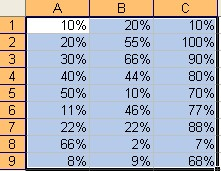 A B C
1 10% 20% 10%
2 20% 55% 100%
3 30% 66% 90%
4 40% 44% 80%
5 50% 10% 70%
6 11% 46% 77%
7 22% 22% 88%
8 66% 2% 7%
9 8% 9% 68%